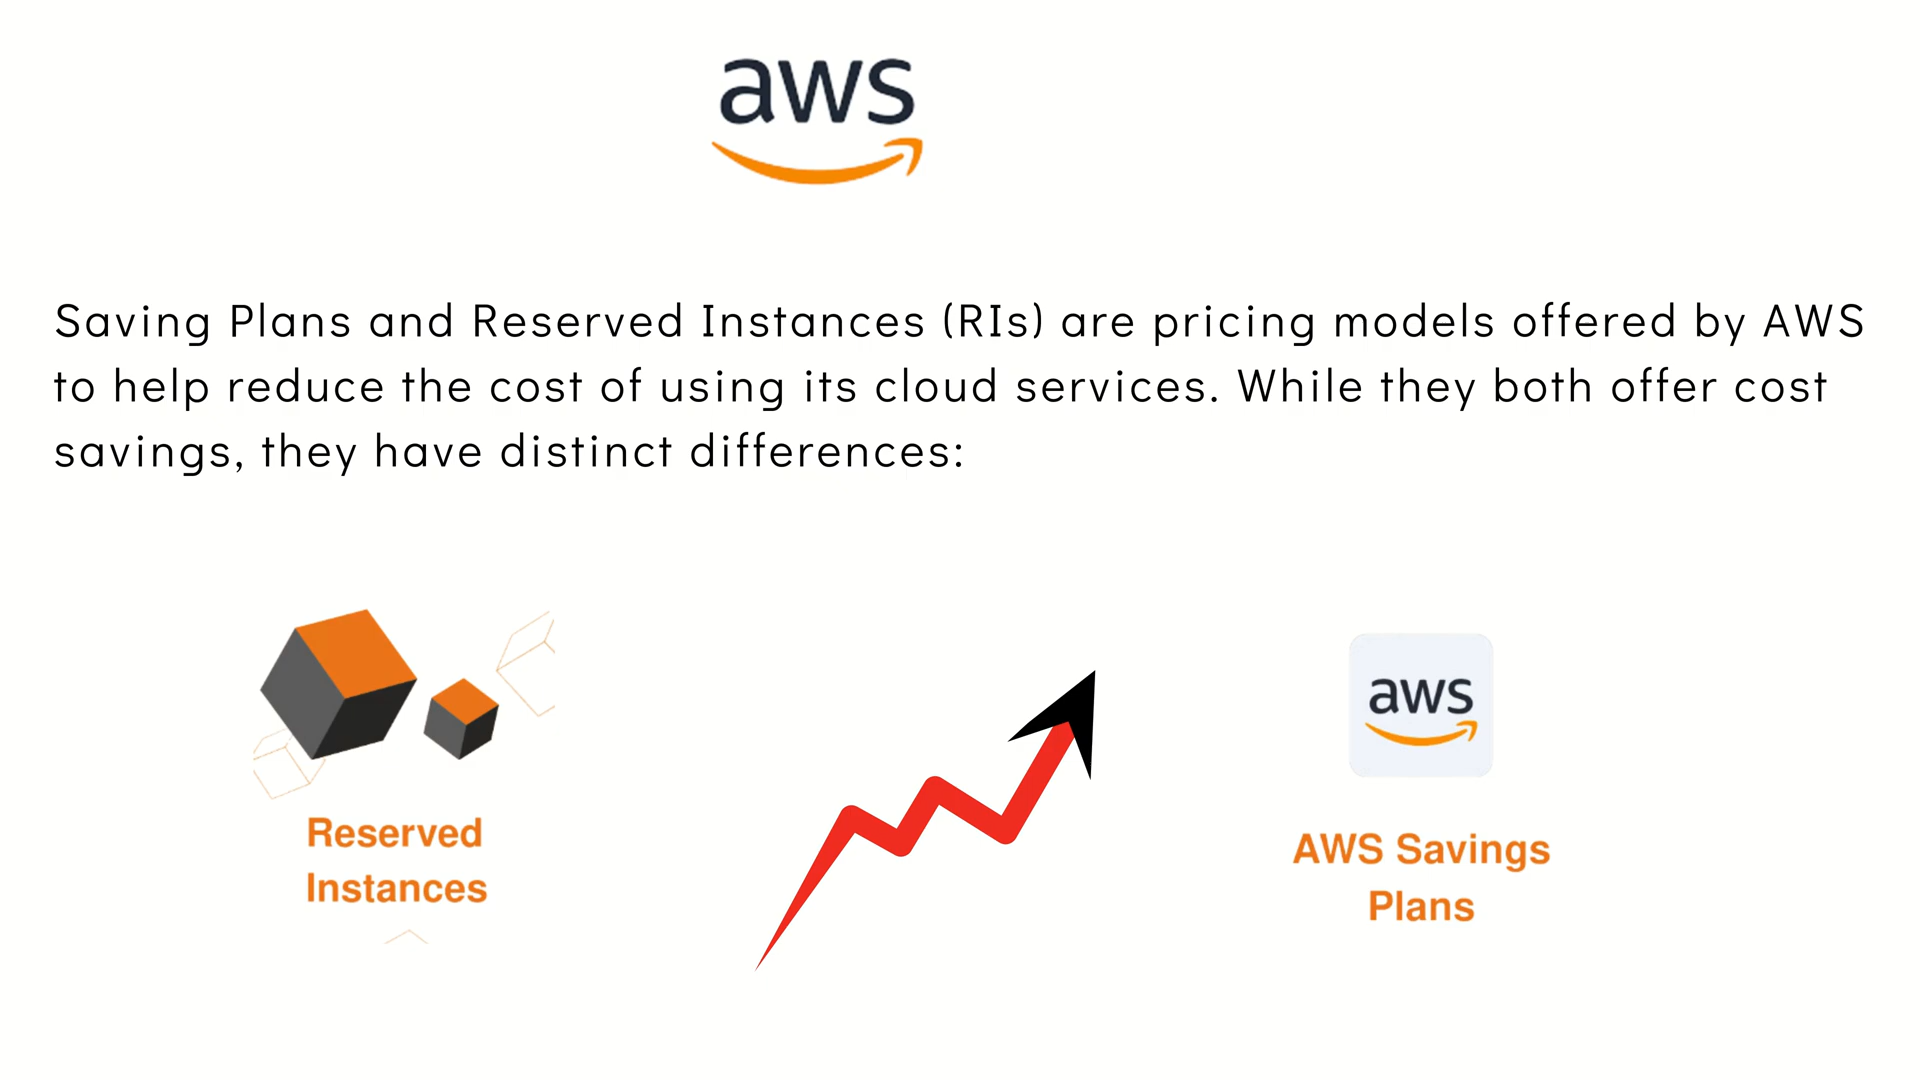 aws
Saving Plans and Reserved Instances (RIs) are pricing models offered by AWS
to help reduce the cost of using its cloud services. While they both offer cost
savings, they have distinct differences:
Reserved
Instances
aws
AWS Savings
Plans